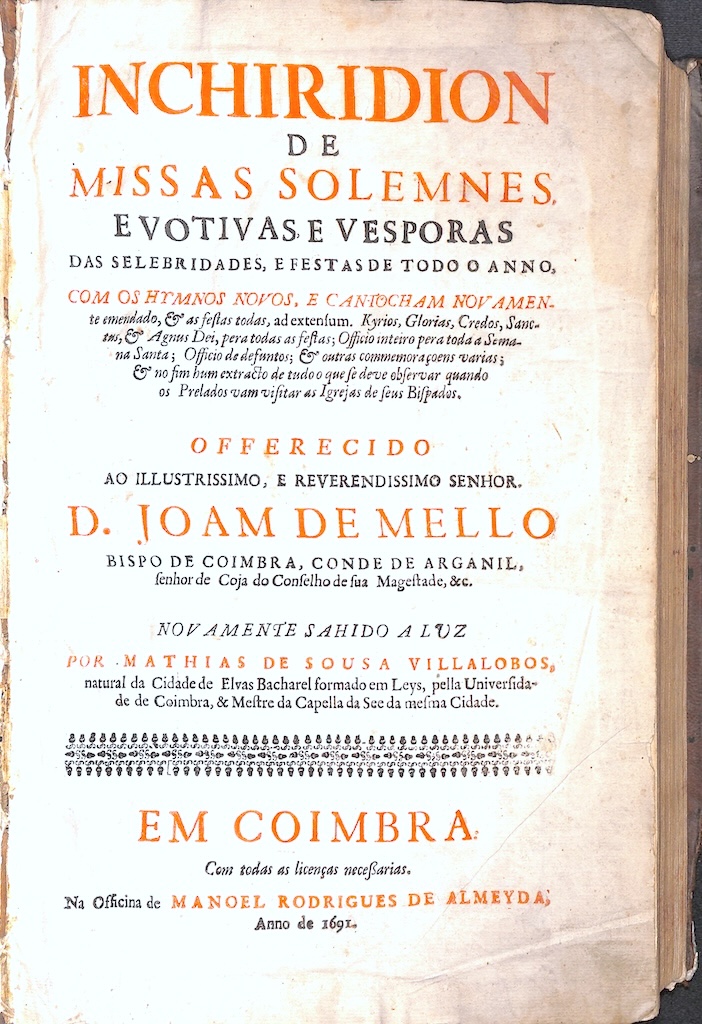 INCHIRIDION
DE
MISSAS SOLEMNES,
E VOTIVAS, E VESPORAS
DAS SELEBRIDADES, E FESTAS DE TODO O ANNO,
COM OS HYMNOS NOVOS, E CANTOCHAM NOVAMEN-
te emendado, & as feſtas todas, ad extenſum. Kyrios, Glorias, Credos, Sanc-
tus, & Agnus Dei, pera todas as feſtas; Officio inteiro pera toda a Sema-
na Santa; Officio de defuntos; & outras commemoraçoens varias;
& no fim hum extracto de tudo o que ſe deve obſervar quando
os Prelados vam viſitar as Igrejas de ſeus Biſpados.
OFFERECIDO
AO ILLUSTRISSIMO, E REVERENDISSIMO SENHOR.
D. JOAM DE MELLO
BISPO DE COIMBRA, CONDE DE ARGANIL,
ſenhor de Coja do Conſelho de ſua Mageſtade, &c.
NOVAMENTE SAHIDO A LUZ
POR MATHIAS DE SOUSA VILLALOBOS,
natural da Cidade de Elvas Bacharel formado em Leys, pella Univerſida-
de de Coimbra, & Meſtre da Capella da See da meſma Cidade.
EM COIMBRA.
Com todas as licenças neceſſarias.
Na Officina de MANOEL RODRIGUES DE ALMEYDA,
Anno de 1691.